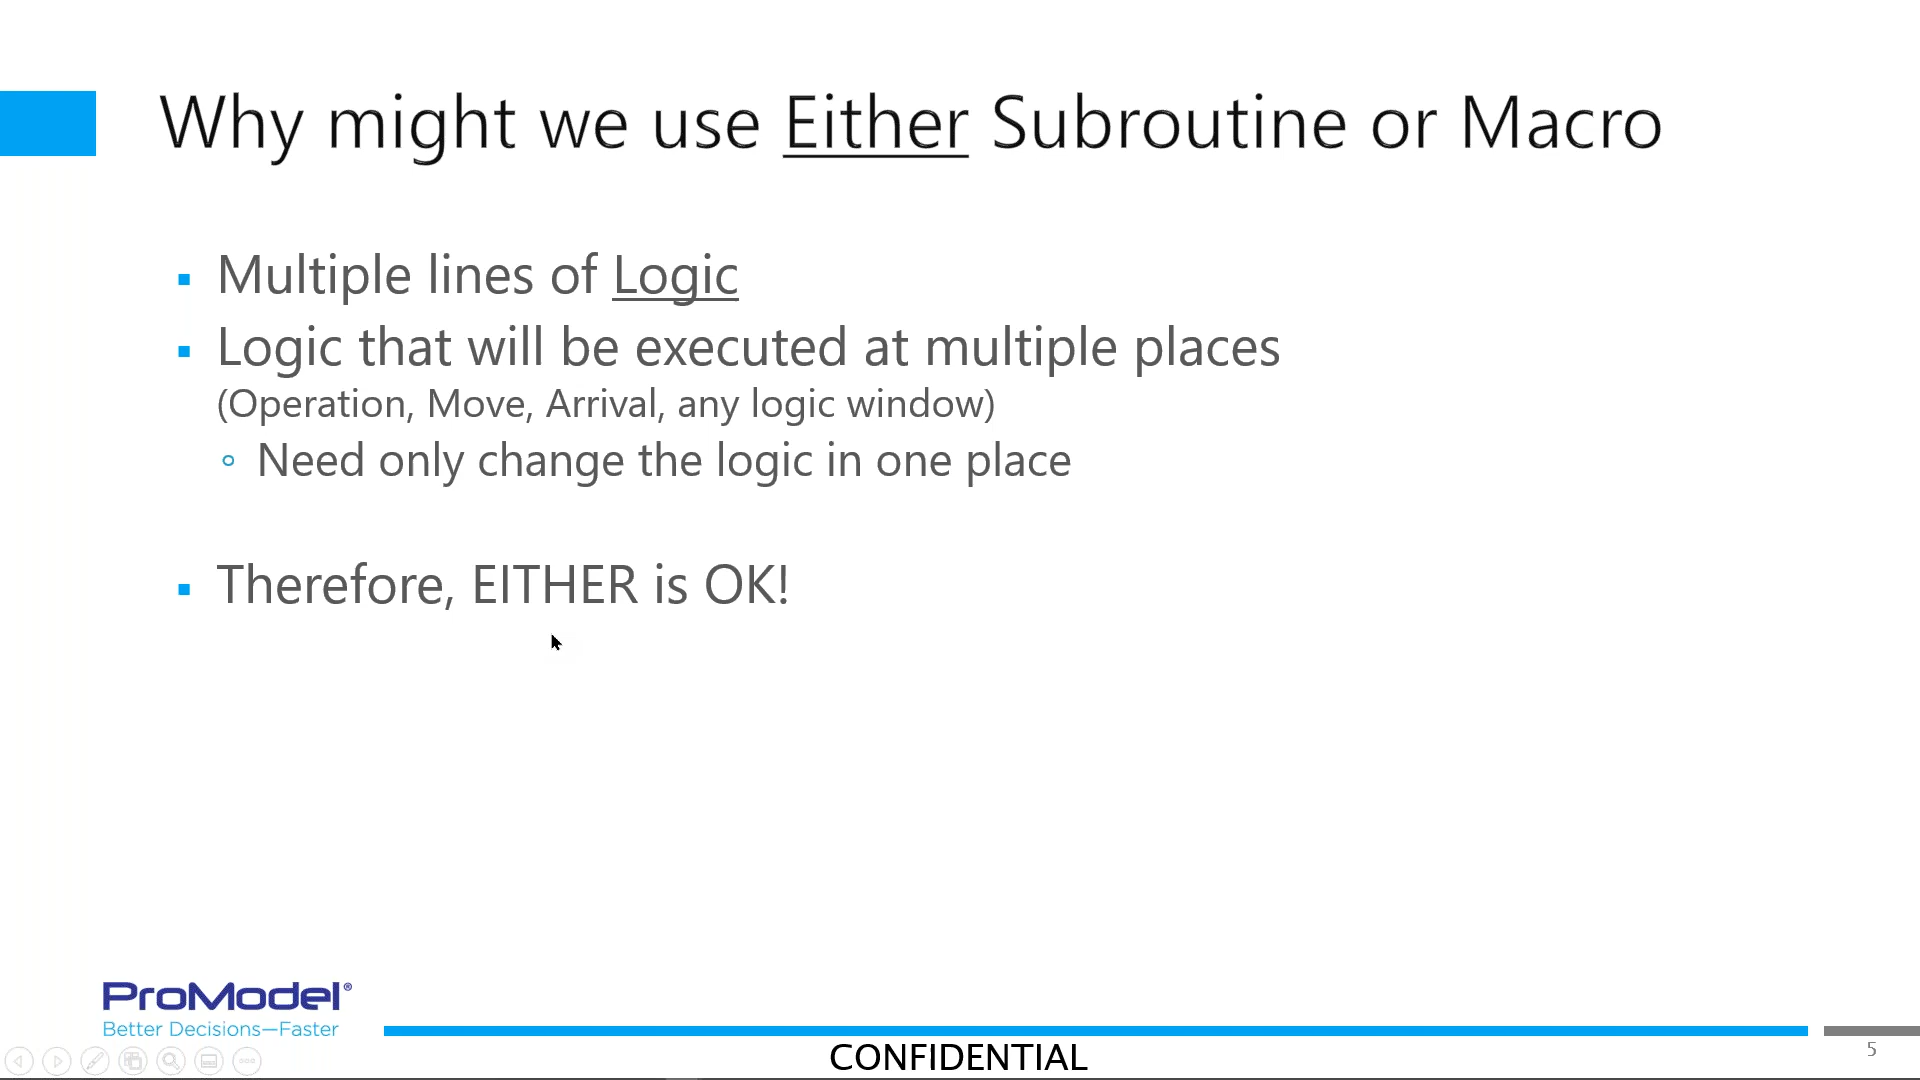 Why might we use Either Subroutine or Macro
Multiple lines of Logic
Logic that will be executed at multiple places
(Operation, Move, Arrival, any logic window)
Need only change the logic in one place
Therefore, EITHER is OK!
ProModel®
Better Decisions—Faster
CONFIDENTIAL
5